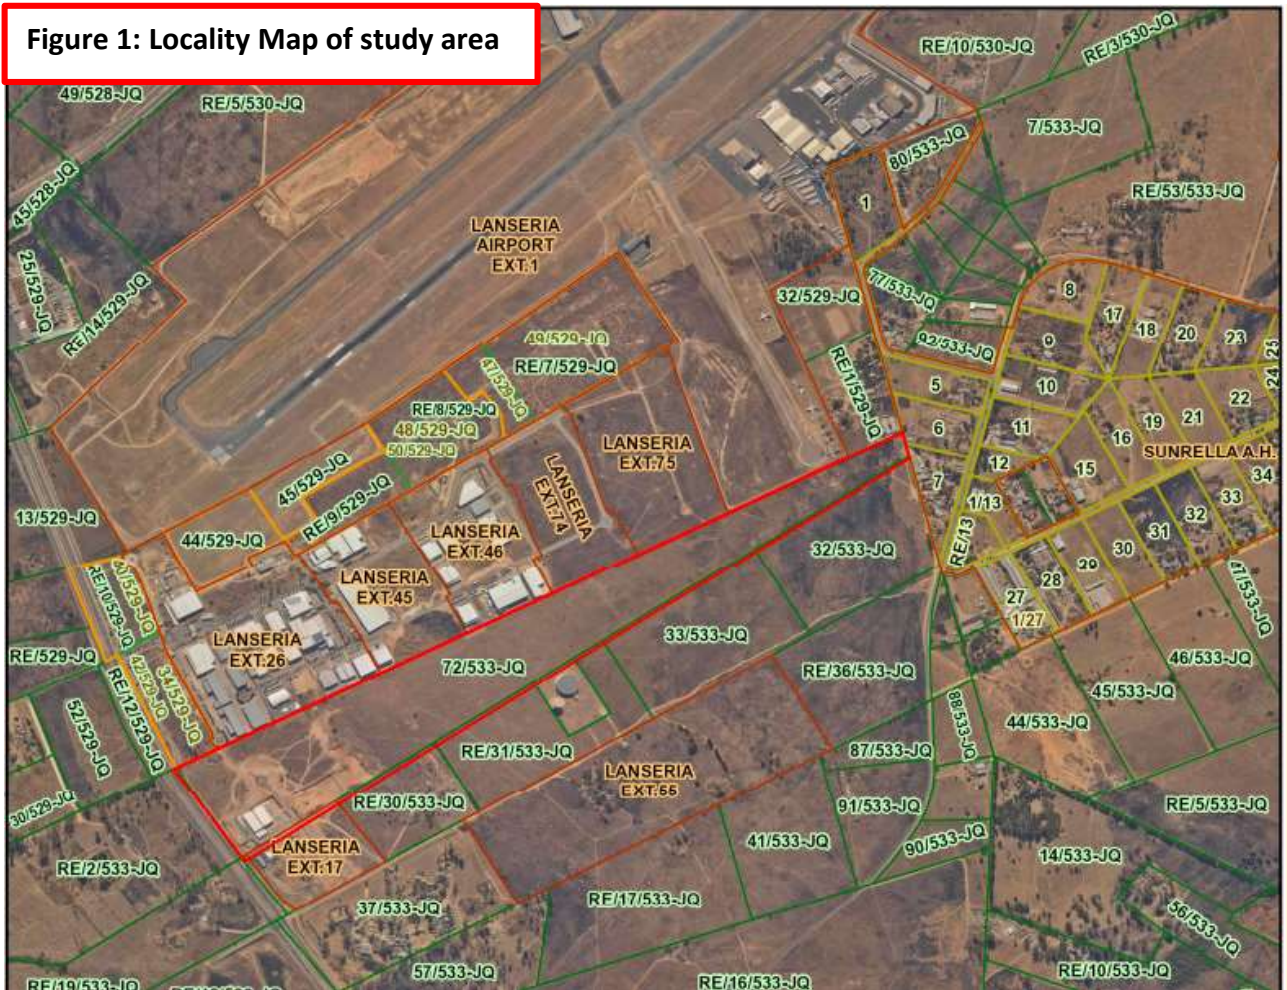 Figure 1: Locality Map of study area
RE/10/530-JQ
RE/3/530-JQ
49/528-JQ
RE/5/530-JQ
7/533-JQ
80/533-JQ
45/528-JQ
RE/53/533-JQ
1
LANSERIA
AIRPORT
EXT.1
25/529-JQ
RE/14/529-JQ
32/529-JQ
77/533-JQ
8
17
18
20
23
25
49/529-JQ
47/529-JQ
RE/7/529-JQ
92/533-JQ
9
RE/1/529-JQ
24
5
10
RE/8/529-JQ
48/529-JQ
50/529-JQ
22
6
11
19
21
16
LANSERIA
EXT.75
SUNRELLA A.H.
45/529-JQ
LANSERIA
EXT.74
12
15
34
7
RE/9/529-JQ
1/13
33
13/529-JQ
32
31
44/529-JQ
LANSERIA
EXT.46
32/533-JQ
RE/13
30
29
28
47/533-JQ
RE/10/529-JQ
LANSERIA
EXT.45
27
1/27
LANSERIA
EXT.26
33/533-JQ
RE/529-JQ
42/529-JQ
34/529-JQ
RE/12/529-JQ
72/533-JQ
RE/36/533-JQ
46/533-JQ
45/533-JQ
52/529-JQ
88/533-JQ
44/533-JQ
RE/31/533-JQ
87/533-JQ
LANSERIA
30/529-JQ
RE/30/533-JQ
91/533-JQ
RE/5/533-JQ
LANSERIA
EXT.17
41/533-JQ
90/533-JQ
14/533-JQ
RE/2/533-JQ
RE/17/533-JQ
37/533-JQ
56/533-JQ
57/533-JQ
RE/10/533-JQ
RE/16/533-JQ
RE/19/533-JQ